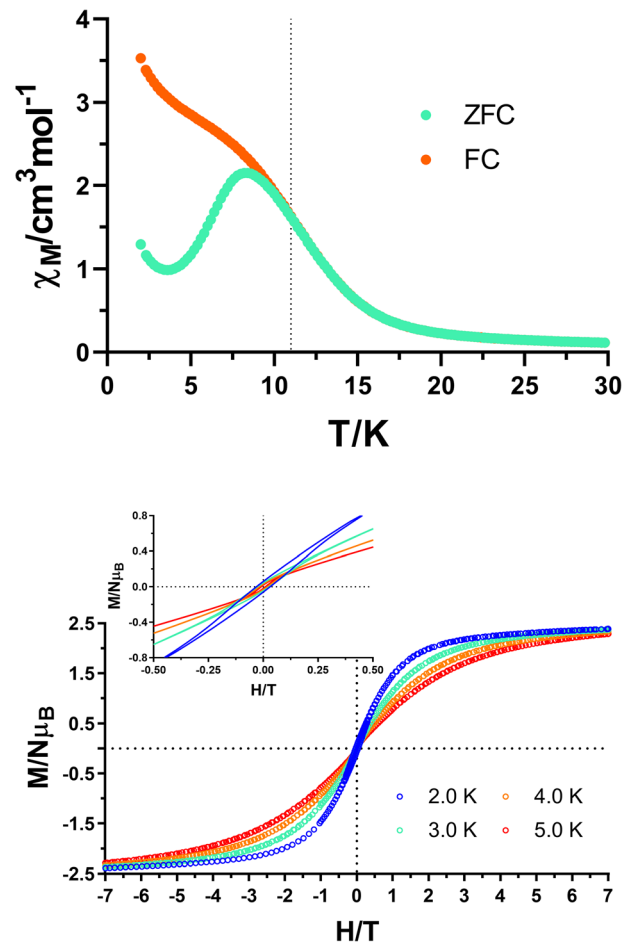 χM/cm³mol⁻¹
4
3
2
1
0
ZFC
FC
0 5 10 15 20 25 30
T/K
M/NμB
0.8
0.4
0.0
-0.4
-0.8
-0.50 -0.25 0.00 0.25 0.50
H/T
M/NμB
2.5
1.5
0.5
-0.5
-1.5
-2.5
2.0 K 4.0 K
3.0 K 5.0 K
-7 -6 -5 -4 -3 -2 -1 0 1 2 3 4 5 6 7
H/T